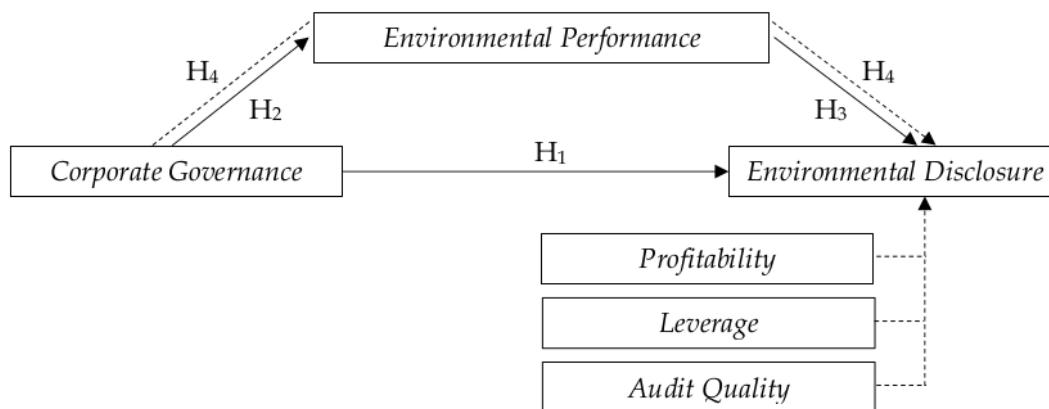 Environmental Performance
H₄
H₄
H₂
H₃
H₁
Corporate Governance
Environmental Disclosure
Profitability
Leverage
Audit Quality